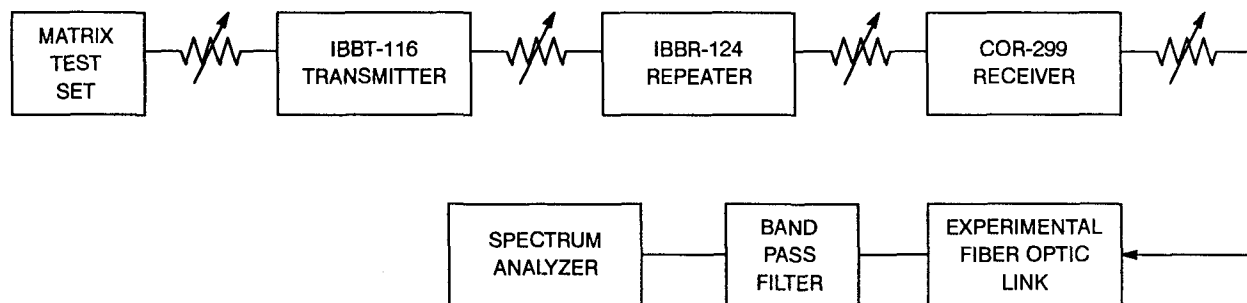 MATRIX
TEST
SET
IBBT-116
TRANSMITTER
IBBR-124
REPEATER
COR-299
RECEIVER
SPECTRUM
ANALYZER
BAND
PASS
FILTER
EXPERIMENTAL
FIBER OPTIC
LINK